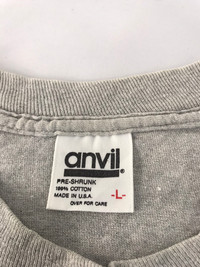 anvil®
PRE-SHRUNK
100% COTTON
MADE IN U.S.A. -L-
OVER FOR CARE